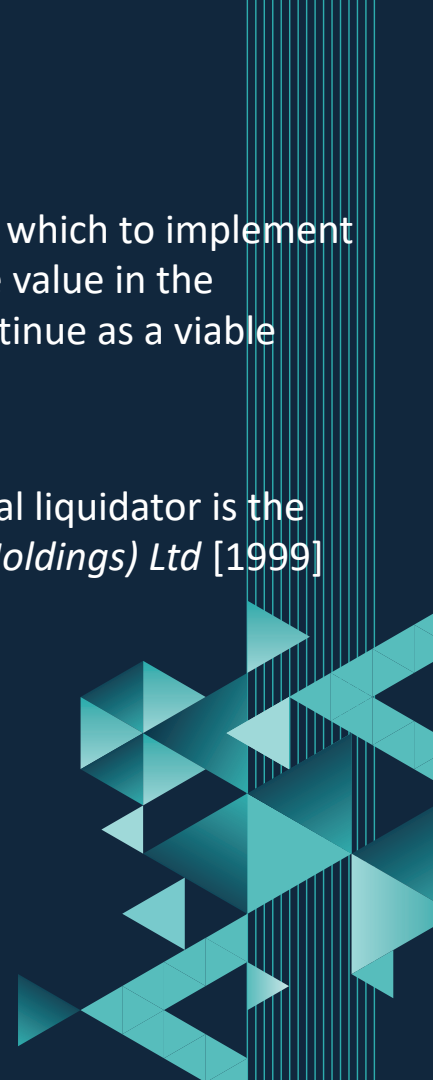 which to implement
value in the
tinue as a viable
al liquidator is the
Holdings) Ltd [1999]